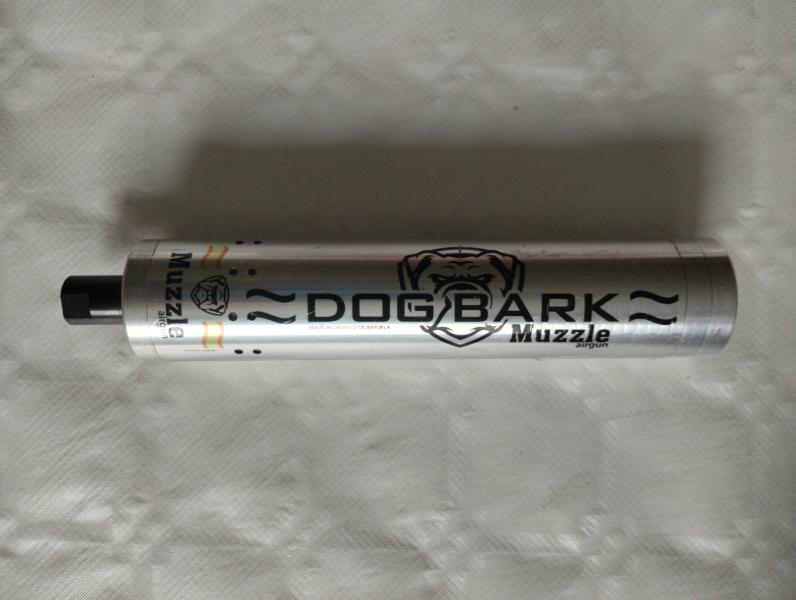 Muzzle
airgun
DOG BARK
MADE IN CASTILLO DE BAYUELA
Muzzle
airgun